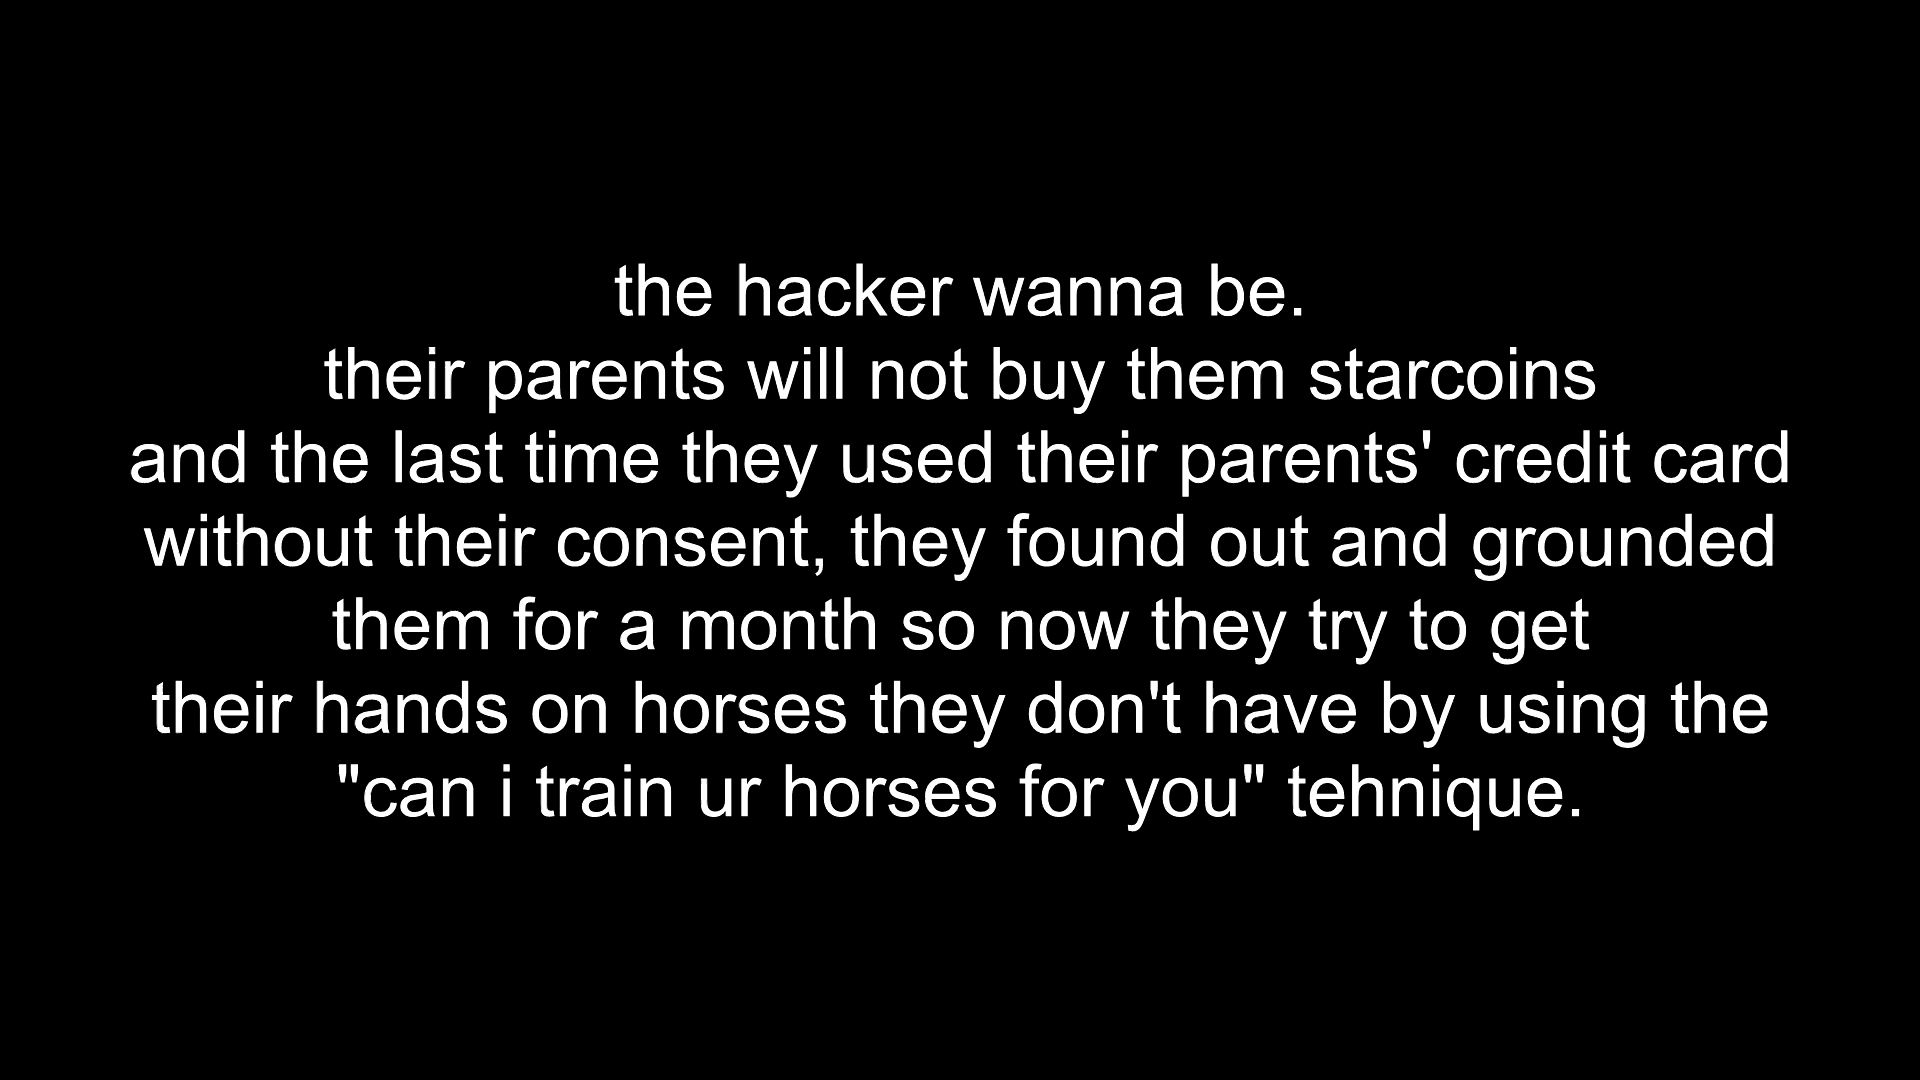 the hacker wanna be.
their parents will not buy them starcoins
and the last time they used their parents' credit card
without their consent, they found out and grounded
them for a month so now they try to get
their hands on horses they don't have by using the
"can i train ur horses for you" tehnique.